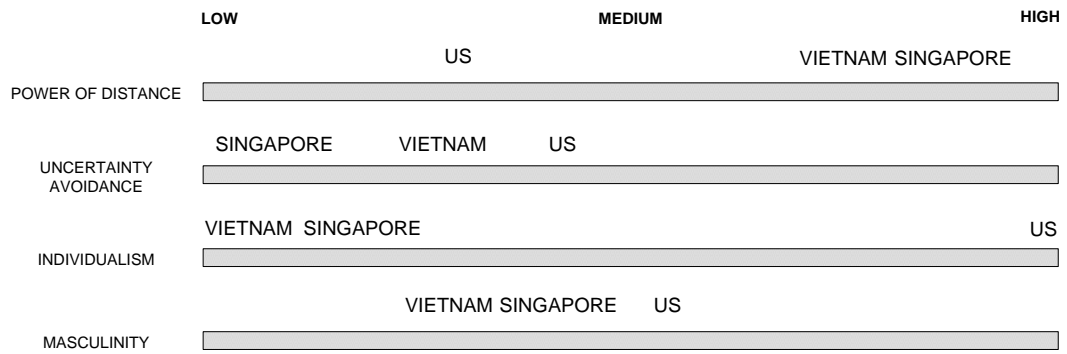 LOW MEDIUM HIGH
US VIETNAM SINGAPORE
POWER OF DISTANCE
SINGAPORE VIETNAM US
UNCERTAINTY
AVOIDANCE
VIETNAM SINGAPORE US
INDIVIDUALISM
VIETNAM SINGAPORE US
MASCULINITY